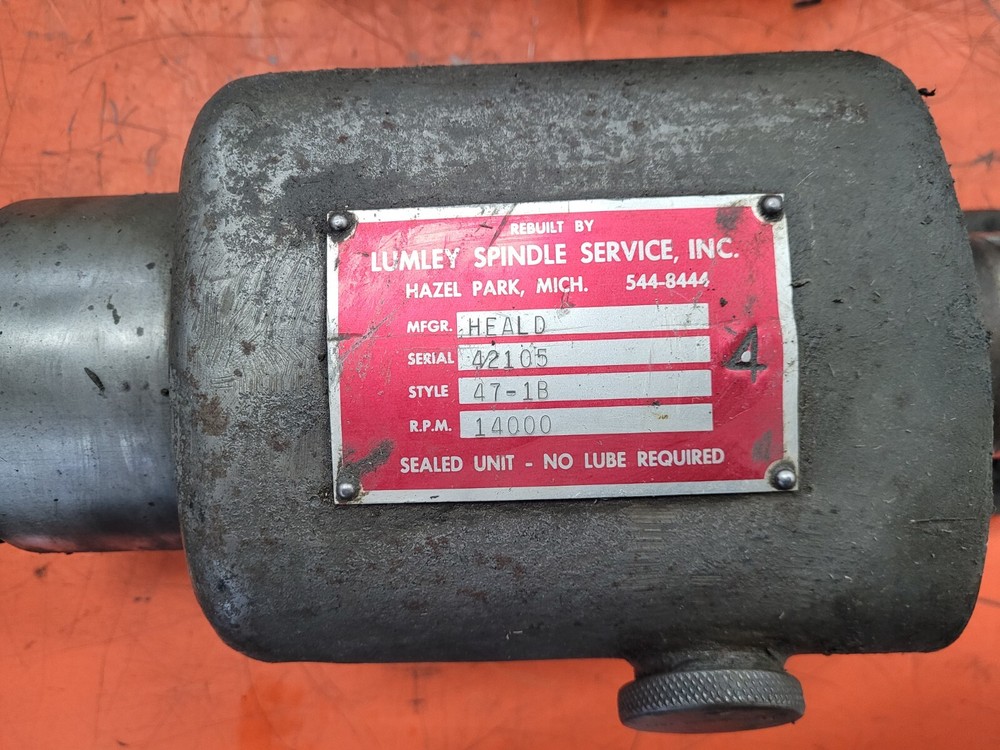 REBUILT BY
LUMLEY SPINDLE SERVICE, INC.
HAZEL PARK, MICH. 544-8444
MFGR. HEALD
SERIAL 42105
STYLE 47-1B
R.P.M. 14000
4
SEALED UNIT - NO LUBE REQUIRED